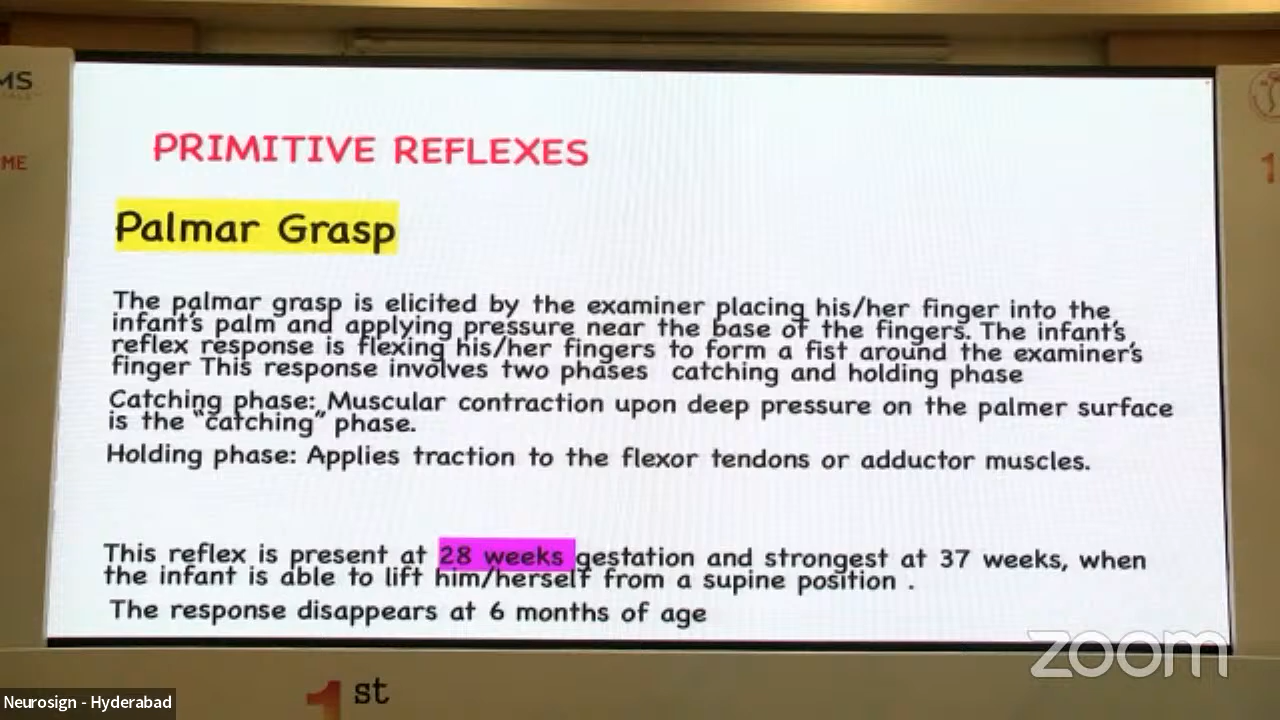 MS
ME
PRIMITIVE REFLEXES
Palmar Grasp
The palmar grasp is elicited by the examiner placing his/her finger into the
infant's palm and applying pressure near the base of the fingers. The infant's
reflex response is flexing his/her fingers to form a fist around the examiner's
finger This response involves two phases catching and holding phase
Catching phase: Muscular contraction upon deep pressure on the palmer surface
is the "catching" phase.
Holding phase: Applies traction to the flexor tendons or adductor muscles.
This reflex is present at 28 weeks gestation and strongest at 37 weeks, when
the infant is able to lift him/herself from a supine position .
The response disappears at 6 months of age
1
zoom
1st
Neurosign - Hyderabad